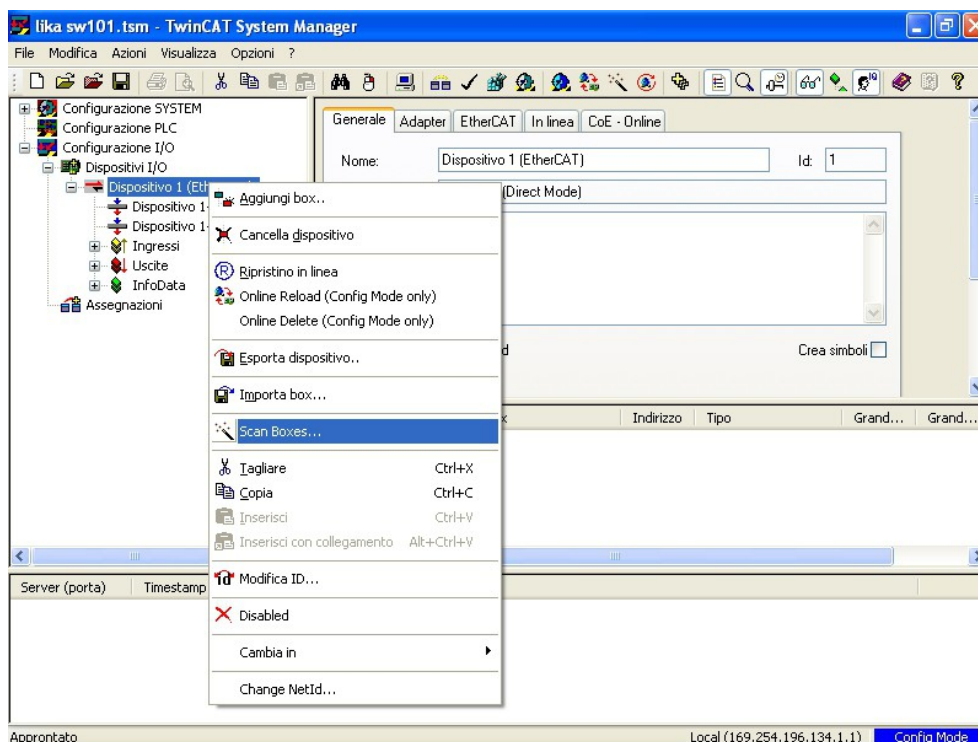 lika sw101.tsm - TwinCAT System Manager
File Modifica Azioni Visualizza Opzioni ?
Configurazione SYSTEM
Configurazione PLC
Configurazione I/O
Dispositivi I/O
Dispositivo 1 (Eth
Dispositivo 1-
Dispositivo 1-
Ingressi
Uscite
InfoData
Assegnazioni
Generale Adapter EtherCAT In linea CoE - Online
Nome: Dispositivo 1 (EtherCAT) Id: 1
(Direct Mode)
Crea simboli
Aggiungi box..
Cancella dispositivo
Ripristino in linea
Online Reload (Config Mode only)
Online Delete (Config Mode only)
Esporta dispositivo..
Importa box...
Scan Boxes...
Tagliare Ctrl+X
Copia Ctrl+C
Inserisci Ctrl+V
Inserisci con collegamento Alt+Ctrl+V
Modifica ID...
Disabled
Cambia in
Change NetId...
Indirizzo Tipo Grand... Grand...
Server (porta) Timestamp
Approntato Local (169.254.196.134.1.1) Config Mode